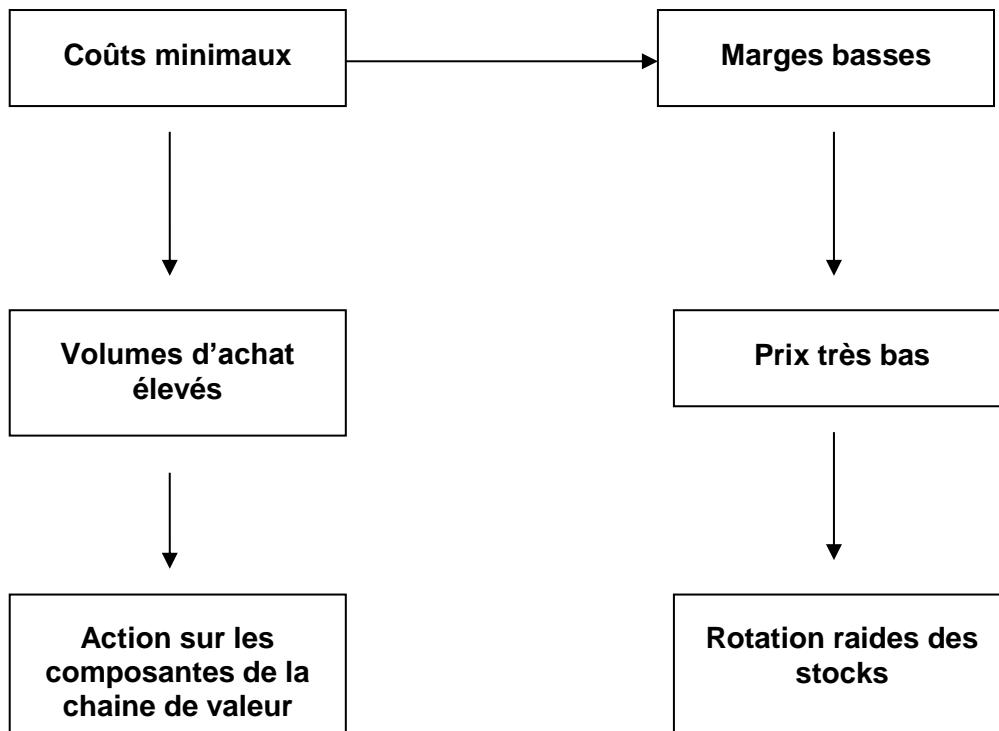 Coûts minimaux
Marges basses
Volumes d’achat
élevés
Prix très bas
Action sur les
composantes de la
chaine de valeur
Rotation raides des
stocks